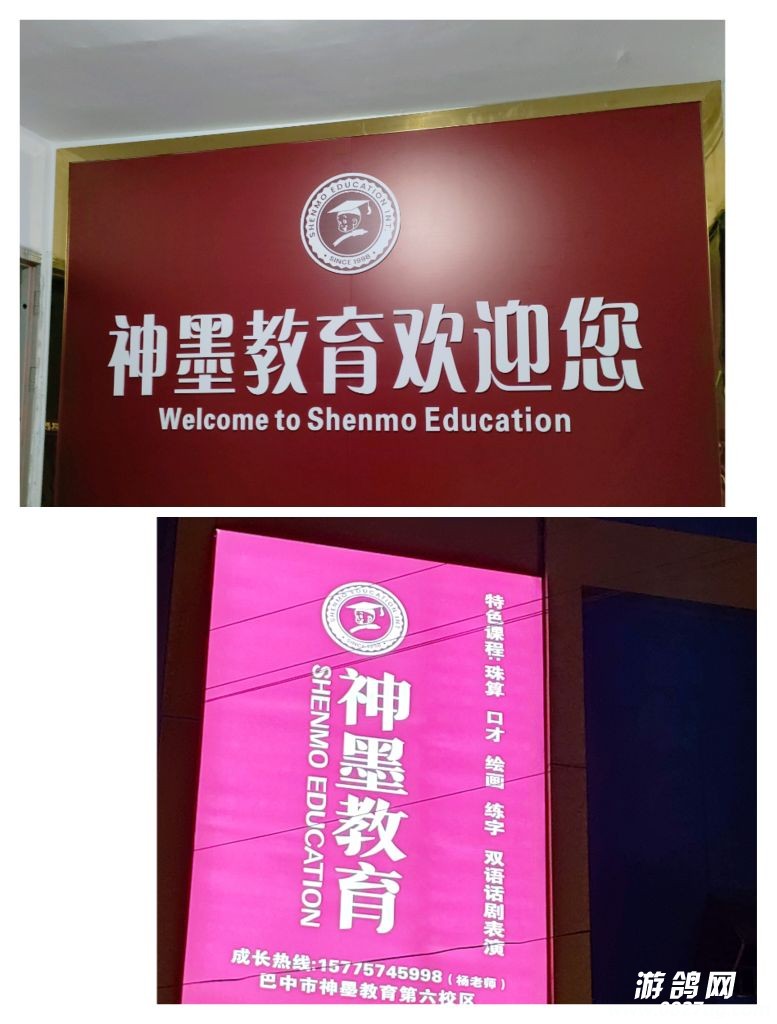 SHENMO EDUCATION INT'
SINCE 1998
神墨教育欢迎您
Welcome to Shenmo Education
SHENMO EDUCATION INT'
SINCE 1998
特色课程:珠算 口才 绘画 练字 双语话剧表演
神墨教育
SHENMO EDUCATION
成长热线:15775745998(杨老师)
巴中市神墨教育第六校区
游鸽网